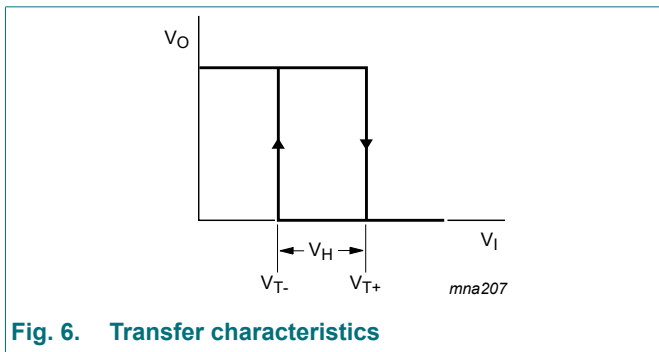 VO
VH
VI
VT-
VT+
mna207
Fig. 6. Transfer characteristics